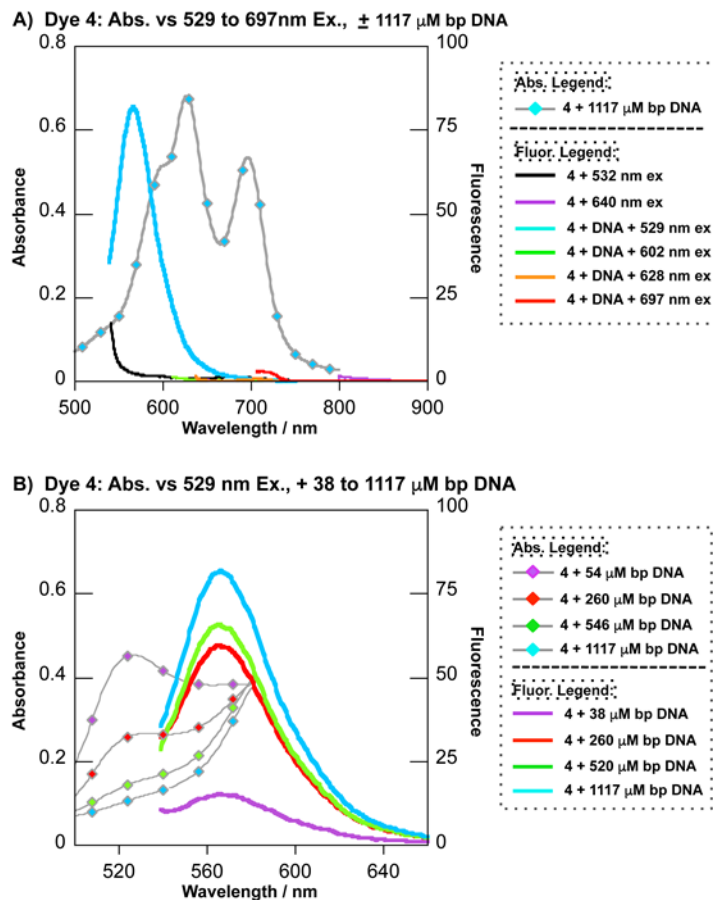 A) Dye 4: Abs. vs 529 to 697nm Ex., ± 1117 μM bp DNA
0.8
0.6
0.4
0.2
0
Absorbance
100
75
50
25
0
Fluorescence
500 600 700 800 900
Wavelength / nm
Abs. Legend:
4 + 1117 μM bp DNA
Fluor. Legend:
4 + 532 nm ex
4 + 640 nm ex
4 + DNA + 529 nm ex
4 + DNA + 602 nm ex
4 + DNA + 628 nm ex
4 + DNA + 697 nm ex
B) Dye 4: Abs. vs 529 nm Ex., + 38 to 1117 μM bp DNA
0.8
0.6
0.4
0.2
0
Absorbance
100
75
50
25
0
Fluorescence
520 560 600 640
Wavelength / nm
Abs. Legend:
4 + 54 μM bp DNA
4 + 260 μM bp DNA
4 + 546 μM bp DNA
4 + 1117 μM bp DNA
Fluor. Legend:
4 + 38 μM bp DNA
4 + 260 μM bp DNA
4 + 520 μM bp DNA
4 + 1117 μM bp DNA